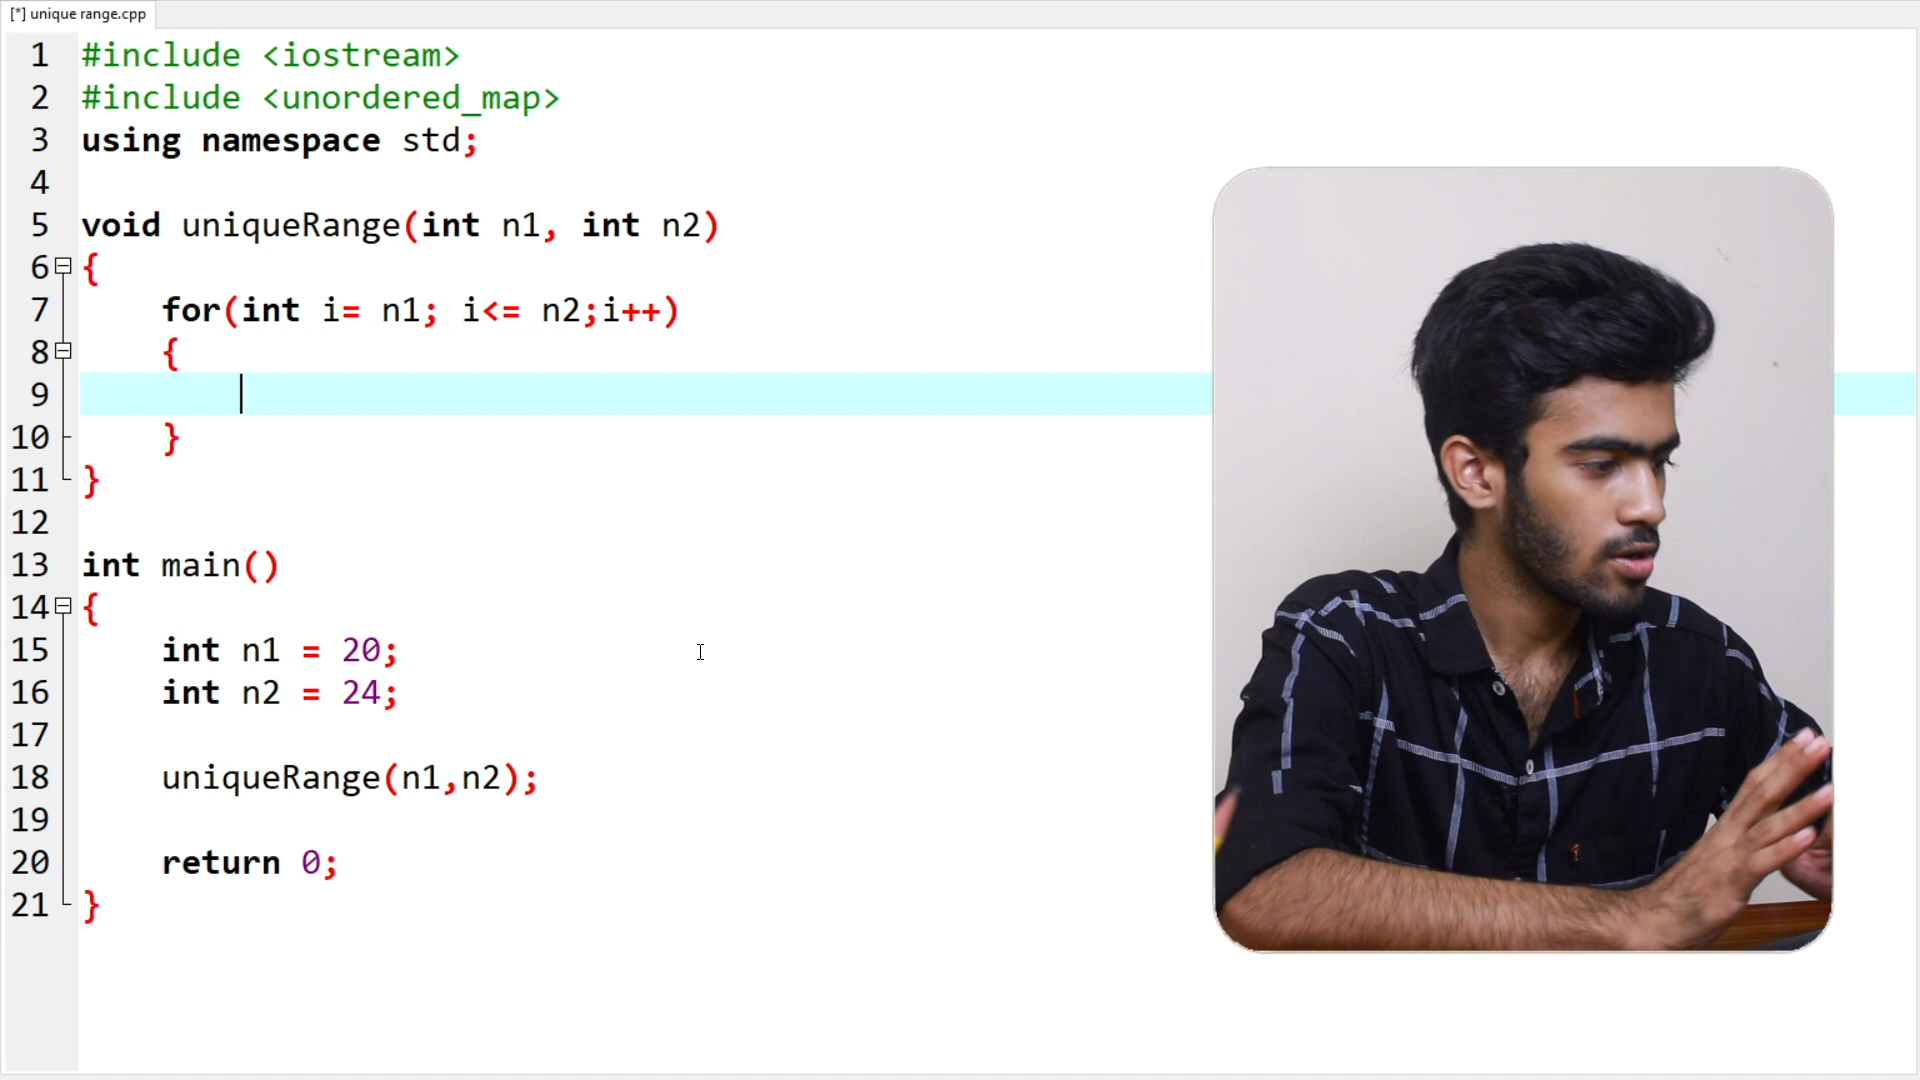 [*] unique range.cpp
1 #include <iostream>
2 #include <unordered_map>
3 using namespace std;
4
5 void uniqueRange(int n1, int n2)
6 {
7 for(int i= n1; i<= n2;i++)
8 {
9
10 }
11 }
12
13 int main()
14 {
15 int n1 = 20;
16 int n2 = 24;
17
18 uniqueRange(n1,n2);
19
20 return 0;
21 }